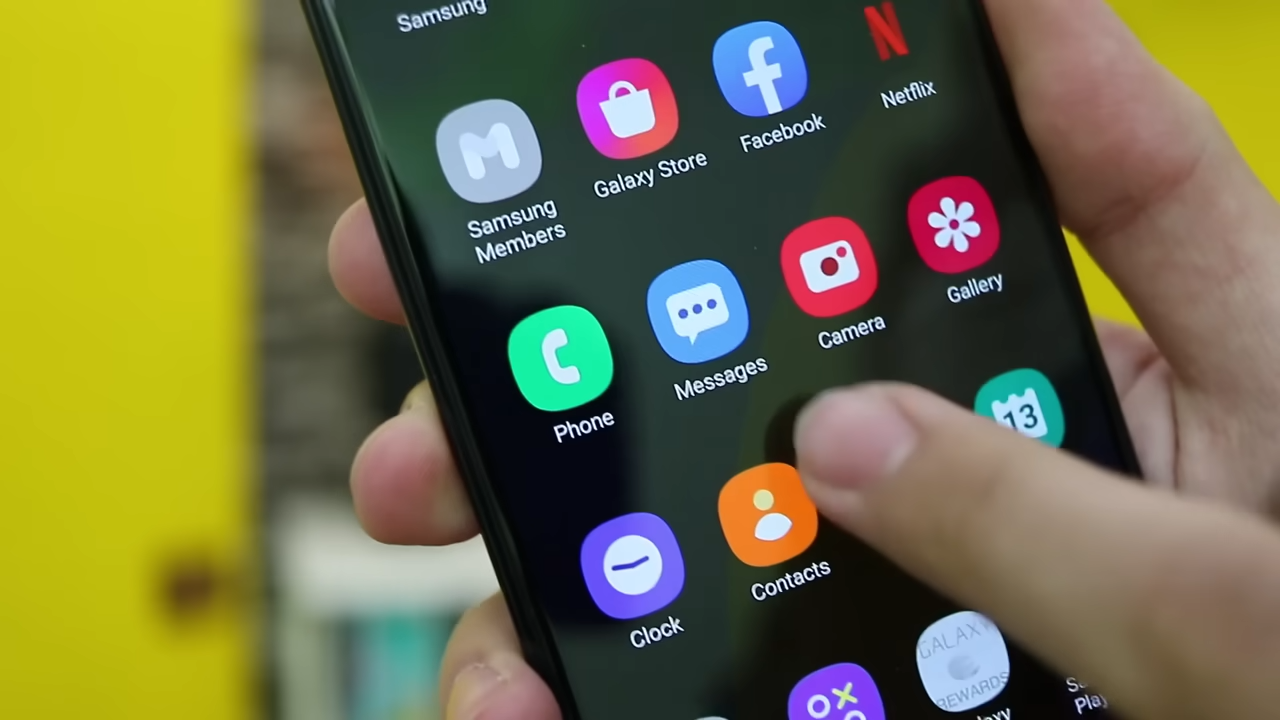 Samsung
Samsung
Members
Galaxy Store
Facebook
N
Netflix
Phone
Messages
Camera
Gallery
Clock
Contacts
13
GALAXY
REWARDS